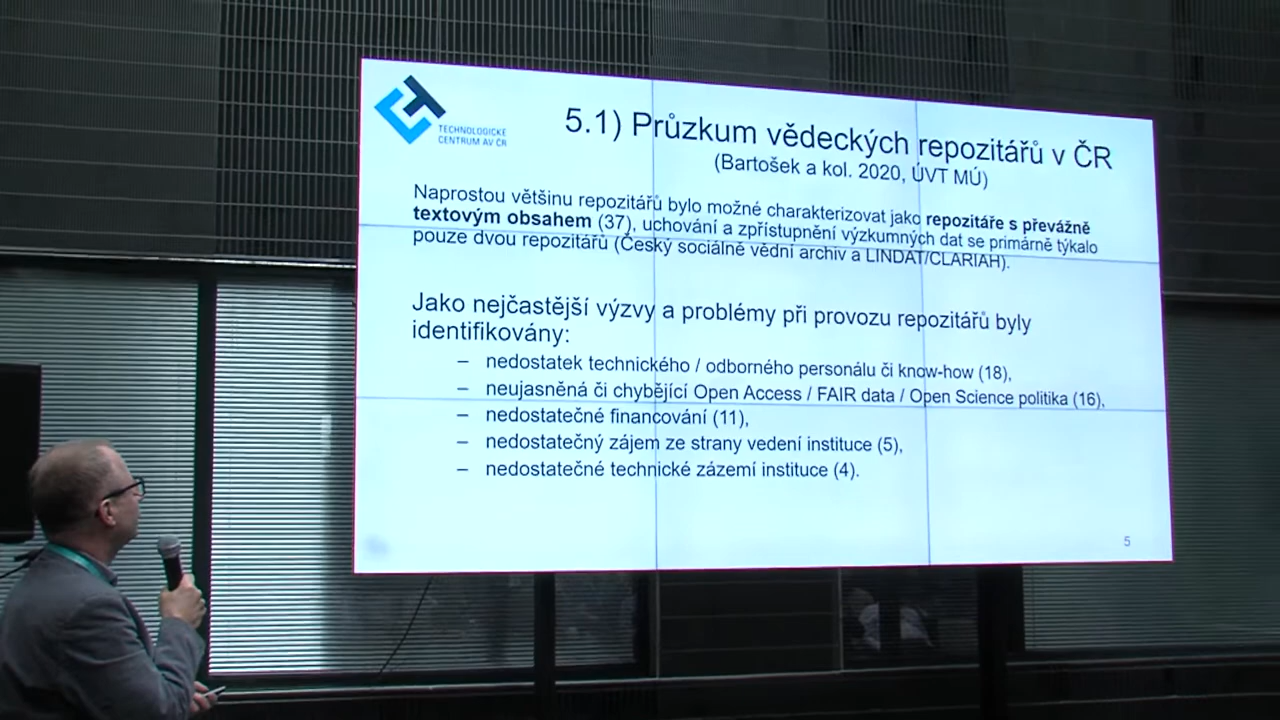 TECHNOLOGICKÉ
CENTRUM AV ČR
5.1) Průzkum vědeckých repozitářů v ČR
(Bartošek a kol. 2020, ÚVT MÚ)
Naprostou většinu repozitářů bylo možné charakterizovat jako repozitáře s převážně
textovým obsahem (37), uchování a zpřístupnění výzkumných dat se primárně týkalo
pouze dvou repozitářů (Český sociálně vědní archiv a LINDAT/CLARIAH).
Jako nejčastější výzvy a problémy při provozu repozitářů byly
identifikovány:
– nedostatek technického / odborného personálu či know-how (18),
– neujasněná či chybějící Open Access / FAIR data / Open Science politika (16),
– nedostatečné financování (11),
– nedostatečný zájem ze strany vedení instituce (5),
– nedostatečné technické zázemí instituce (4).
5